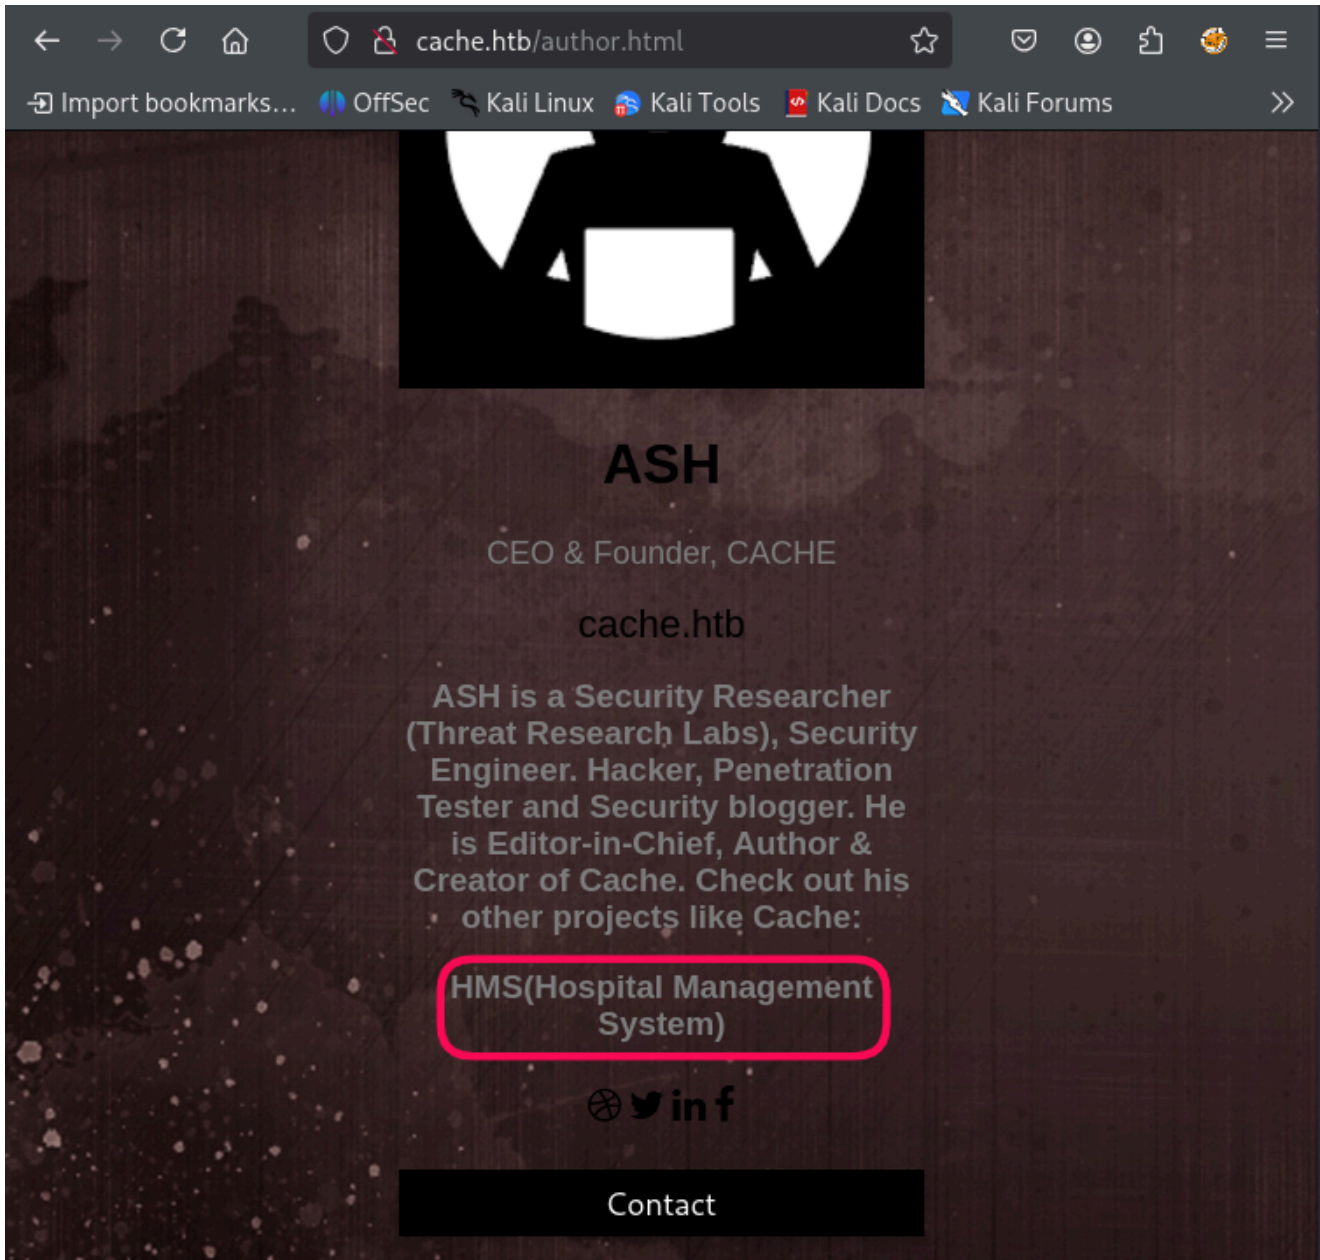 cache.htb/author.html
Import bookmarks... OffSec Kali Linux Kali Tools Kali Docs Kali Forums
ASH
CEO & Founder, CACHE
cache.htb
ASH is a Security Researcher
(Threat Research Labs), Security
Engineer. Hacker, Penetration
Tester and Security blogger. He
is Editor-in-Chief, Author &
Creator of Cache. Check out his
other projects like Cache:
HMS(Hospital Management
System)
Contact